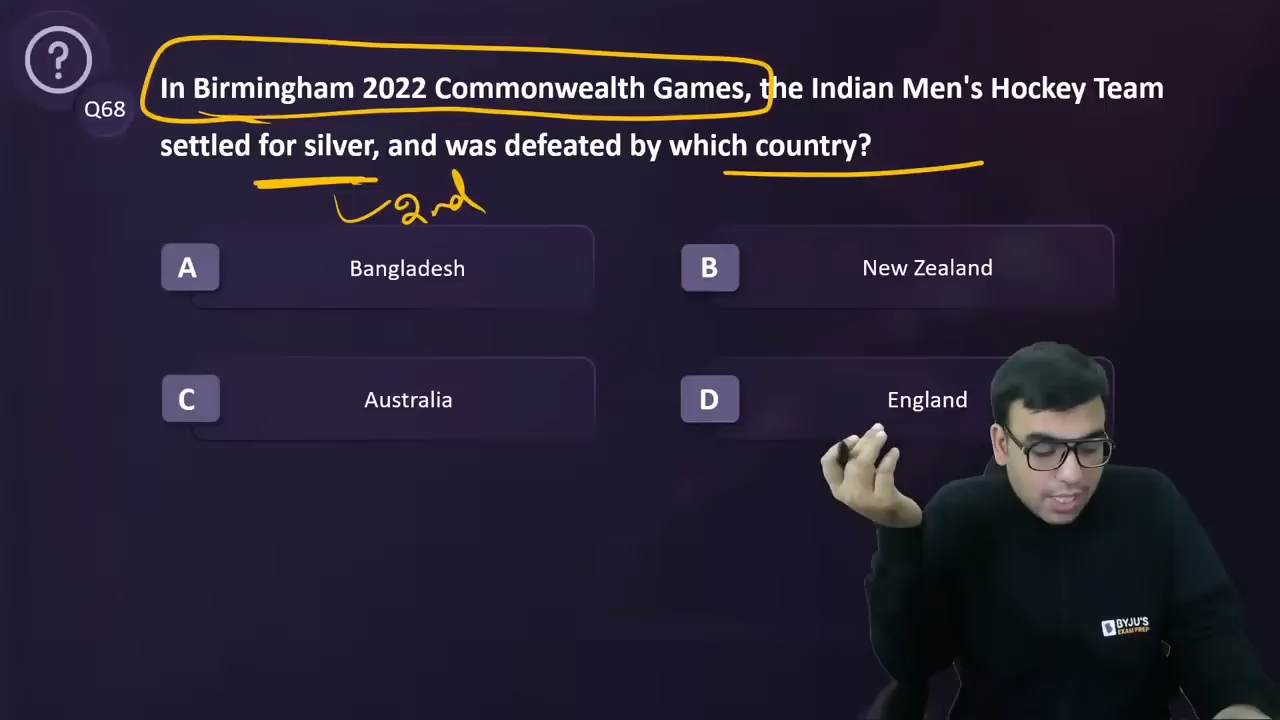 ?
Q68
In Birmingham 2022 Commonwealth Games, the Indian Men's Hockey Team
settled for silver, and was defeated by which country?
2nd
A Bangladesh
B New Zealand
C Australia
D England
BYJU'S
EXAM PREP